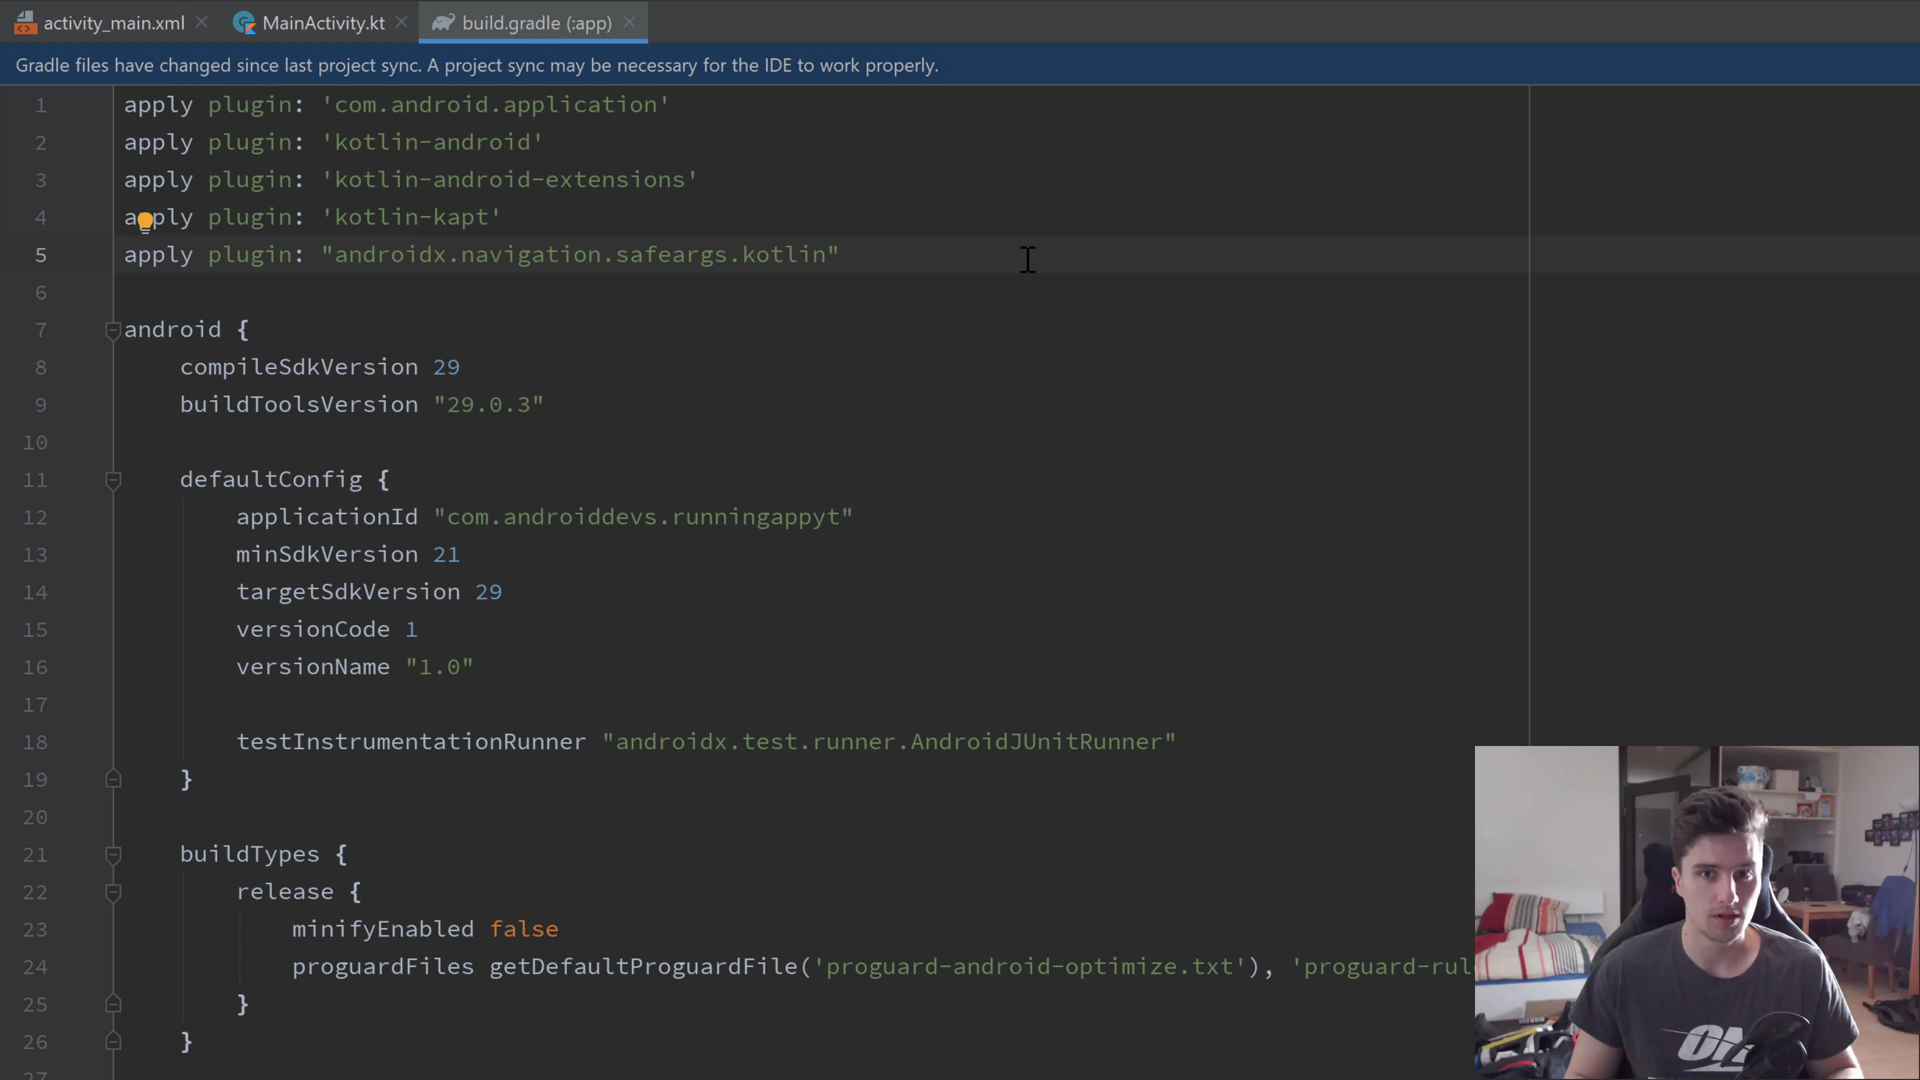 activity_main.xml
MainActivity.kt
build.gradle (:app)
Gradle files have changed since last project sync. A project sync may be necessary for the IDE to work properly.
1 apply plugin: 'com.android.application'
2 apply plugin: 'kotlin-android'
3 apply plugin: 'kotlin-android-extensions'
4 apply plugin: 'kotlin-kapt'
5 apply plugin: "androidx.navigation.safeargs.kotlin"
6
7 android {
8 compileSdkVersion 29
9 buildToolsVersion "29.0.3"
10
11 defaultConfig {
12 applicationId "com.androiddevs.runningappyt"
13 minSdkVersion 21
14 targetSdkVersion 29
15 versionCode 1
16 versionName "1.0"
17
18 testInstrumentationRunner "androidx.test.runner.AndroidJUnitRunner"
19 }
20
21 buildTypes {
22 release {
23 minifyEnabled false
24 proguardFiles getDefaultProguardFile('proguard-android-optimize.txt'), 'proguard-rul
25 }
26 }
27